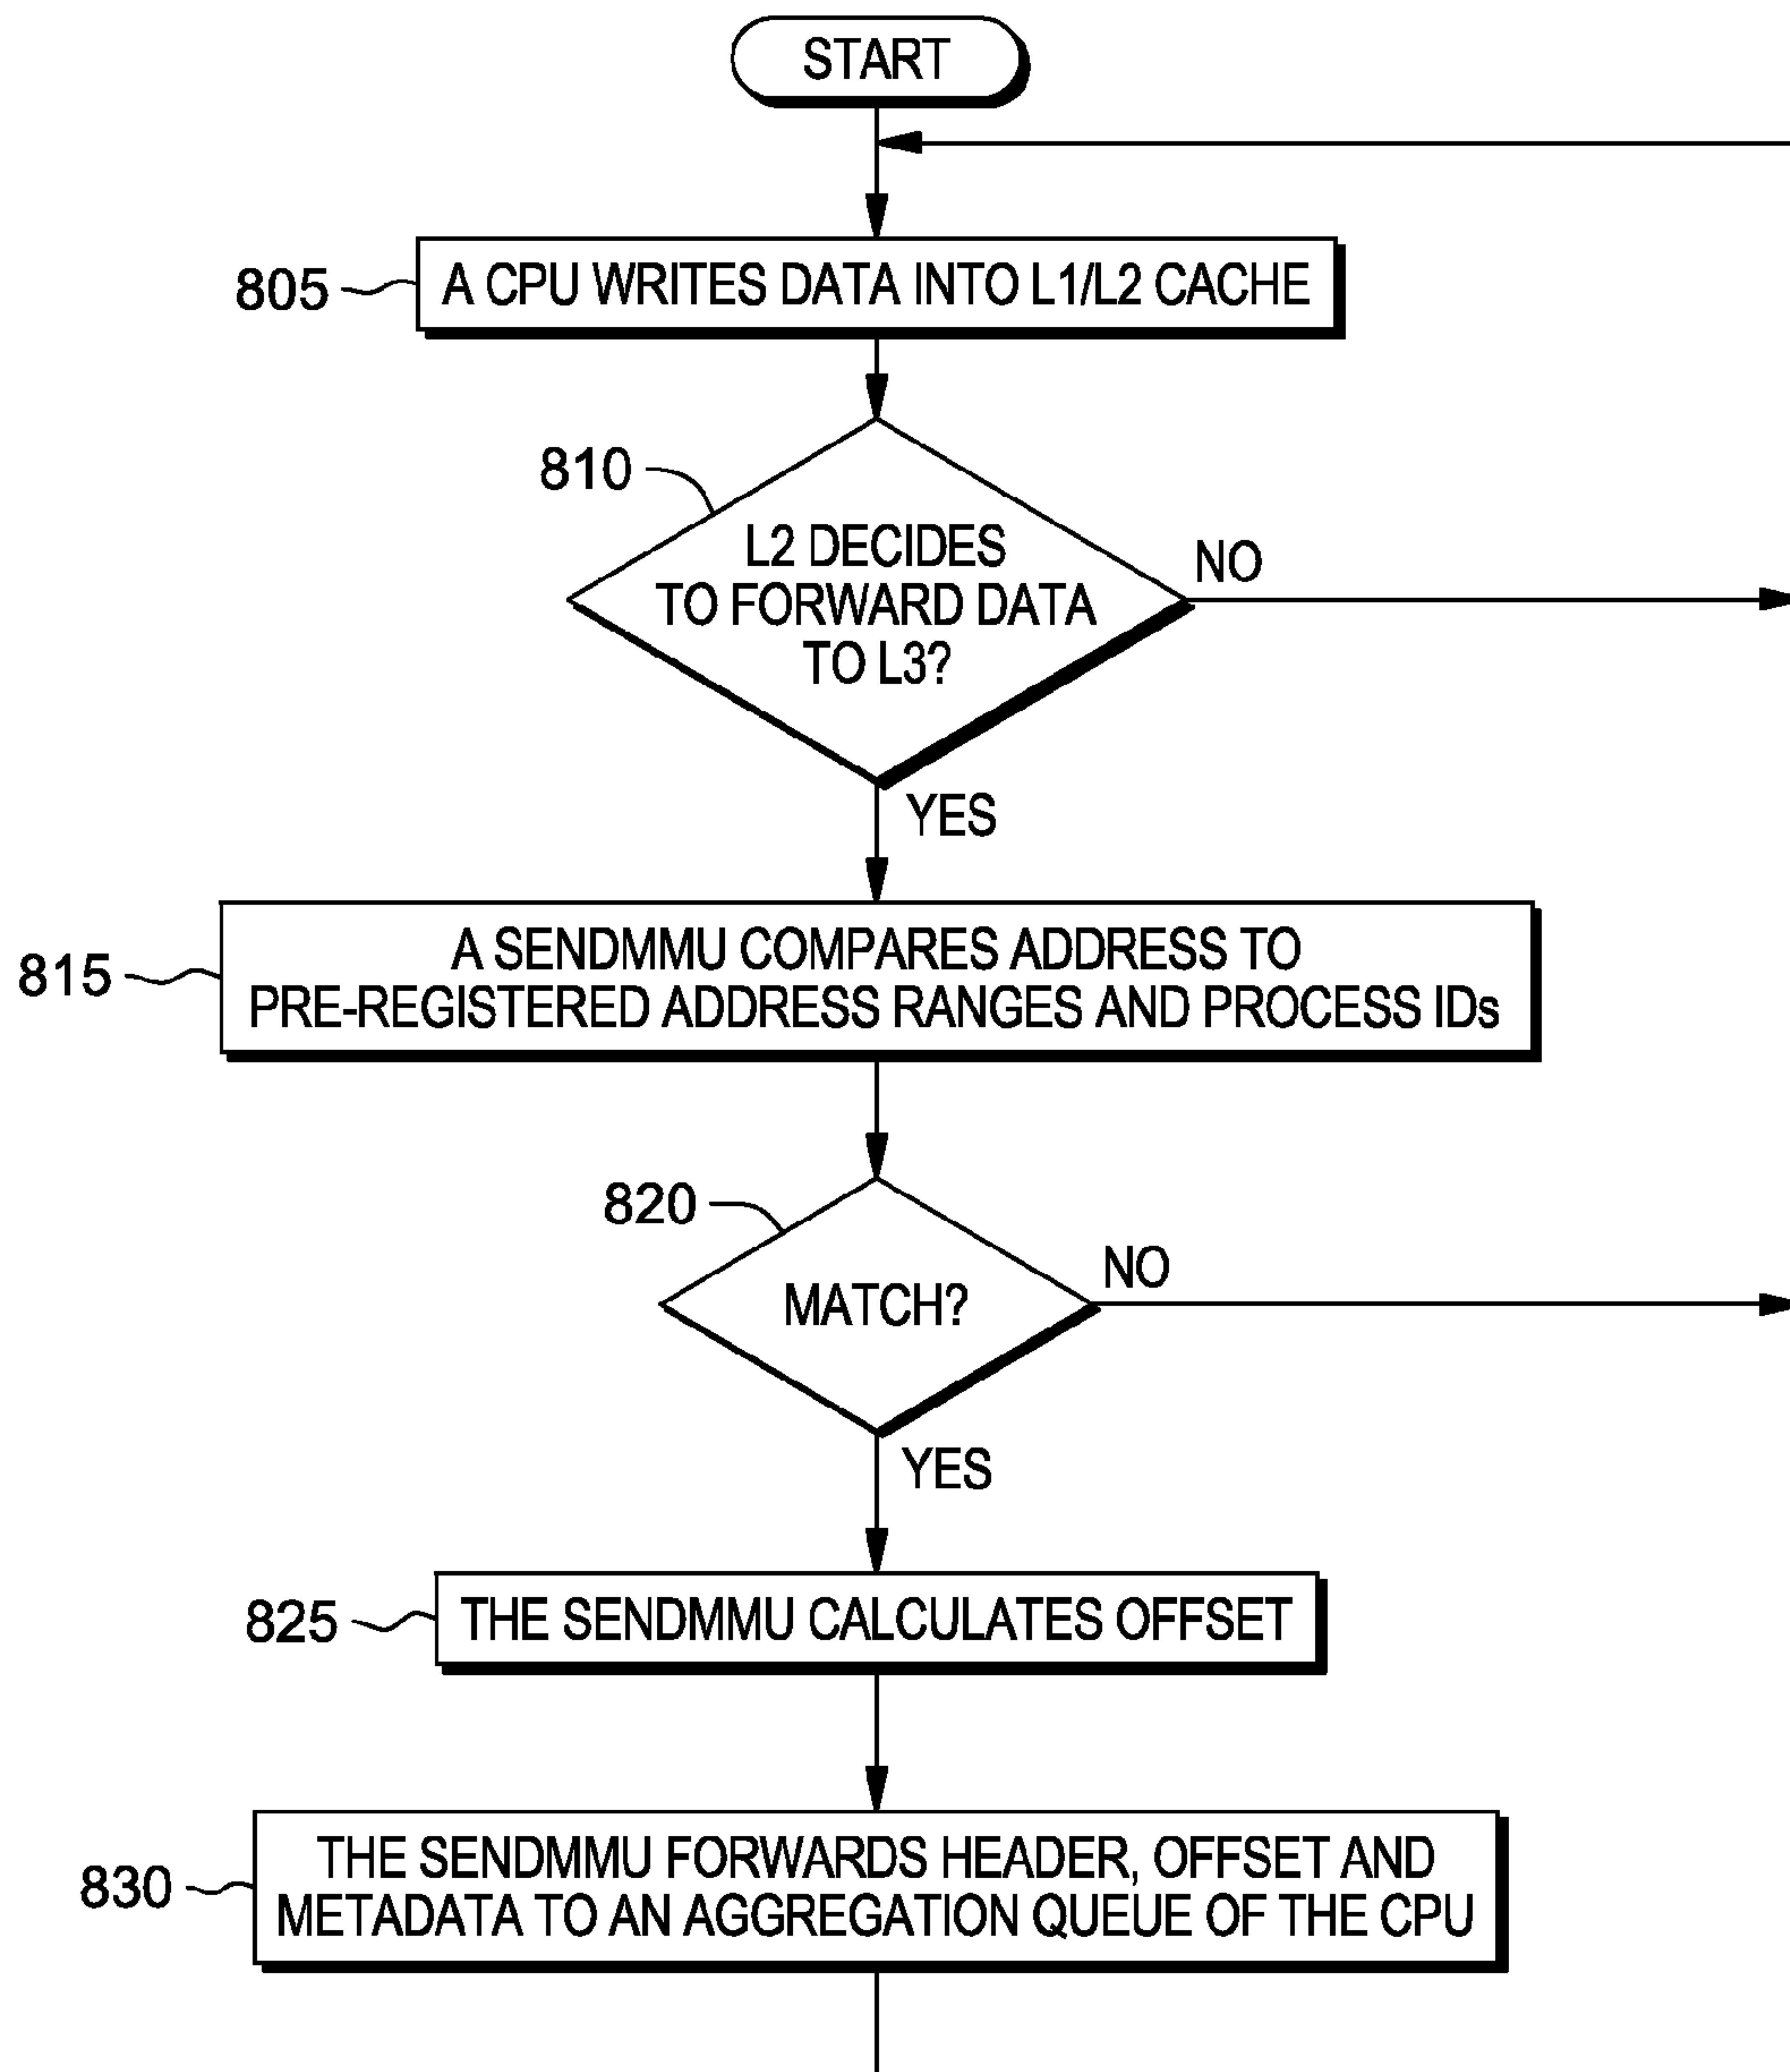 START
805
A CPU WRITES DATA INTO L1/L2 CACHE
810
L2 DECIDES
TO FORWARD DATA
TO L3?
NO
YES
815
A SENDMMU COMPARES ADDRESS TO
PRE-REGISTERED ADDRESS RANGES AND PROCESS IDs
820
MATCH?
NO
YES
825
THE SENDMMU CALCULATES OFFSET
830
THE SENDMMU FORWARDS HEADER, OFFSET AND
METADATA TO AN AGGREGATION QUEUE OF THE CPU